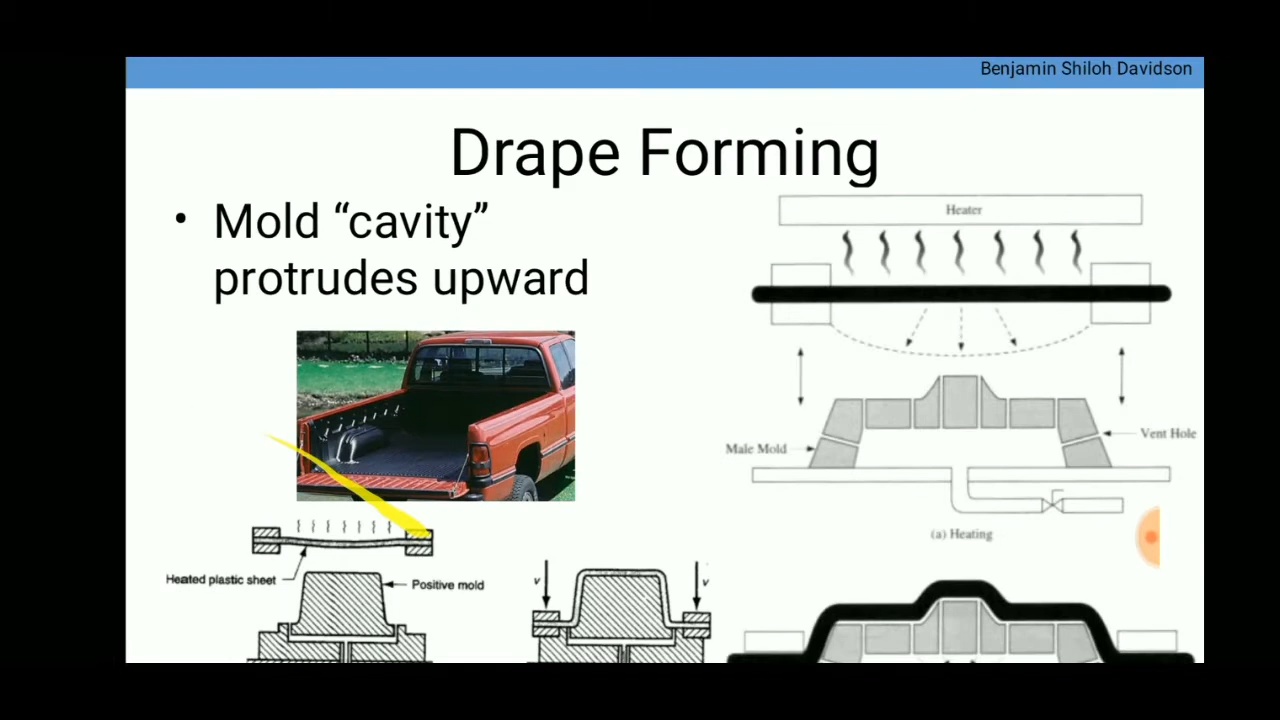 Benjamin Shiloh Davidson
Drape Forming
• Mold “cavity”
protrudes upward
Heater
Male Mold
Vent Hole
(a) Heating
Heated plastic sheet
Positive mold
v
v